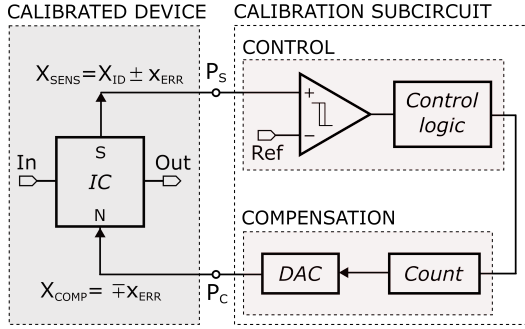 CALIBRATED DEVICE
CALIBRATION SUBCIRCUIT
CONTROL
X_SENS=X_ID ± x_ERR
P_S
+
−
Ref
Control
logic
In
S
IC
N
Out
COMPENSATION
DAC
Count
X_COMP= ∓x_ERR
P_C